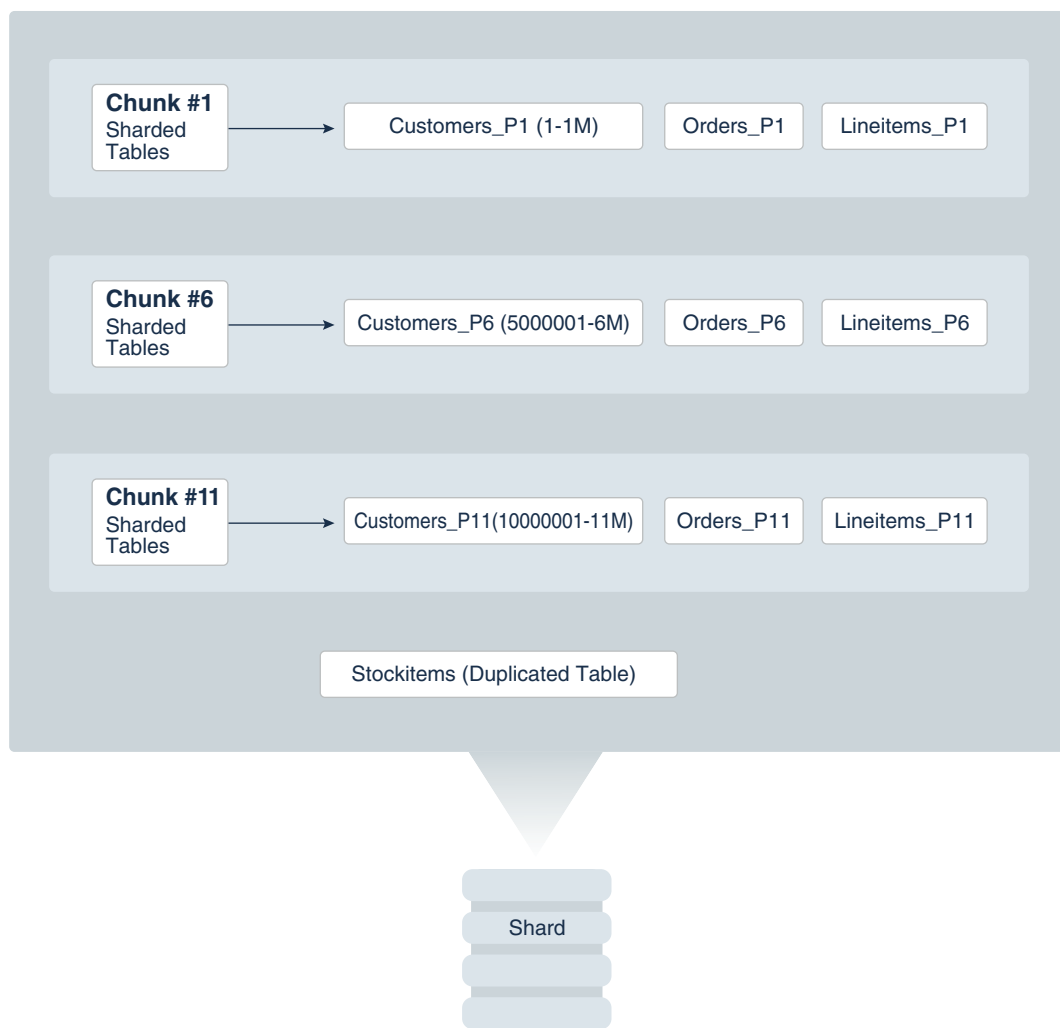 Chunk #1
Sharded
Tables
Customers_P1 (1-1M)
Orders_P1
Lineitems_P1
Chunk #6
Sharded
Tables
Customers_P6 (5000001-6M)
Orders_P6
Lineitems_P6
Chunk #11
Sharded
Tables
Customers_P11(10000001-11M)
Orders_P11
Lineitems_P11
Stockitems (Duplicated Table)
Shard